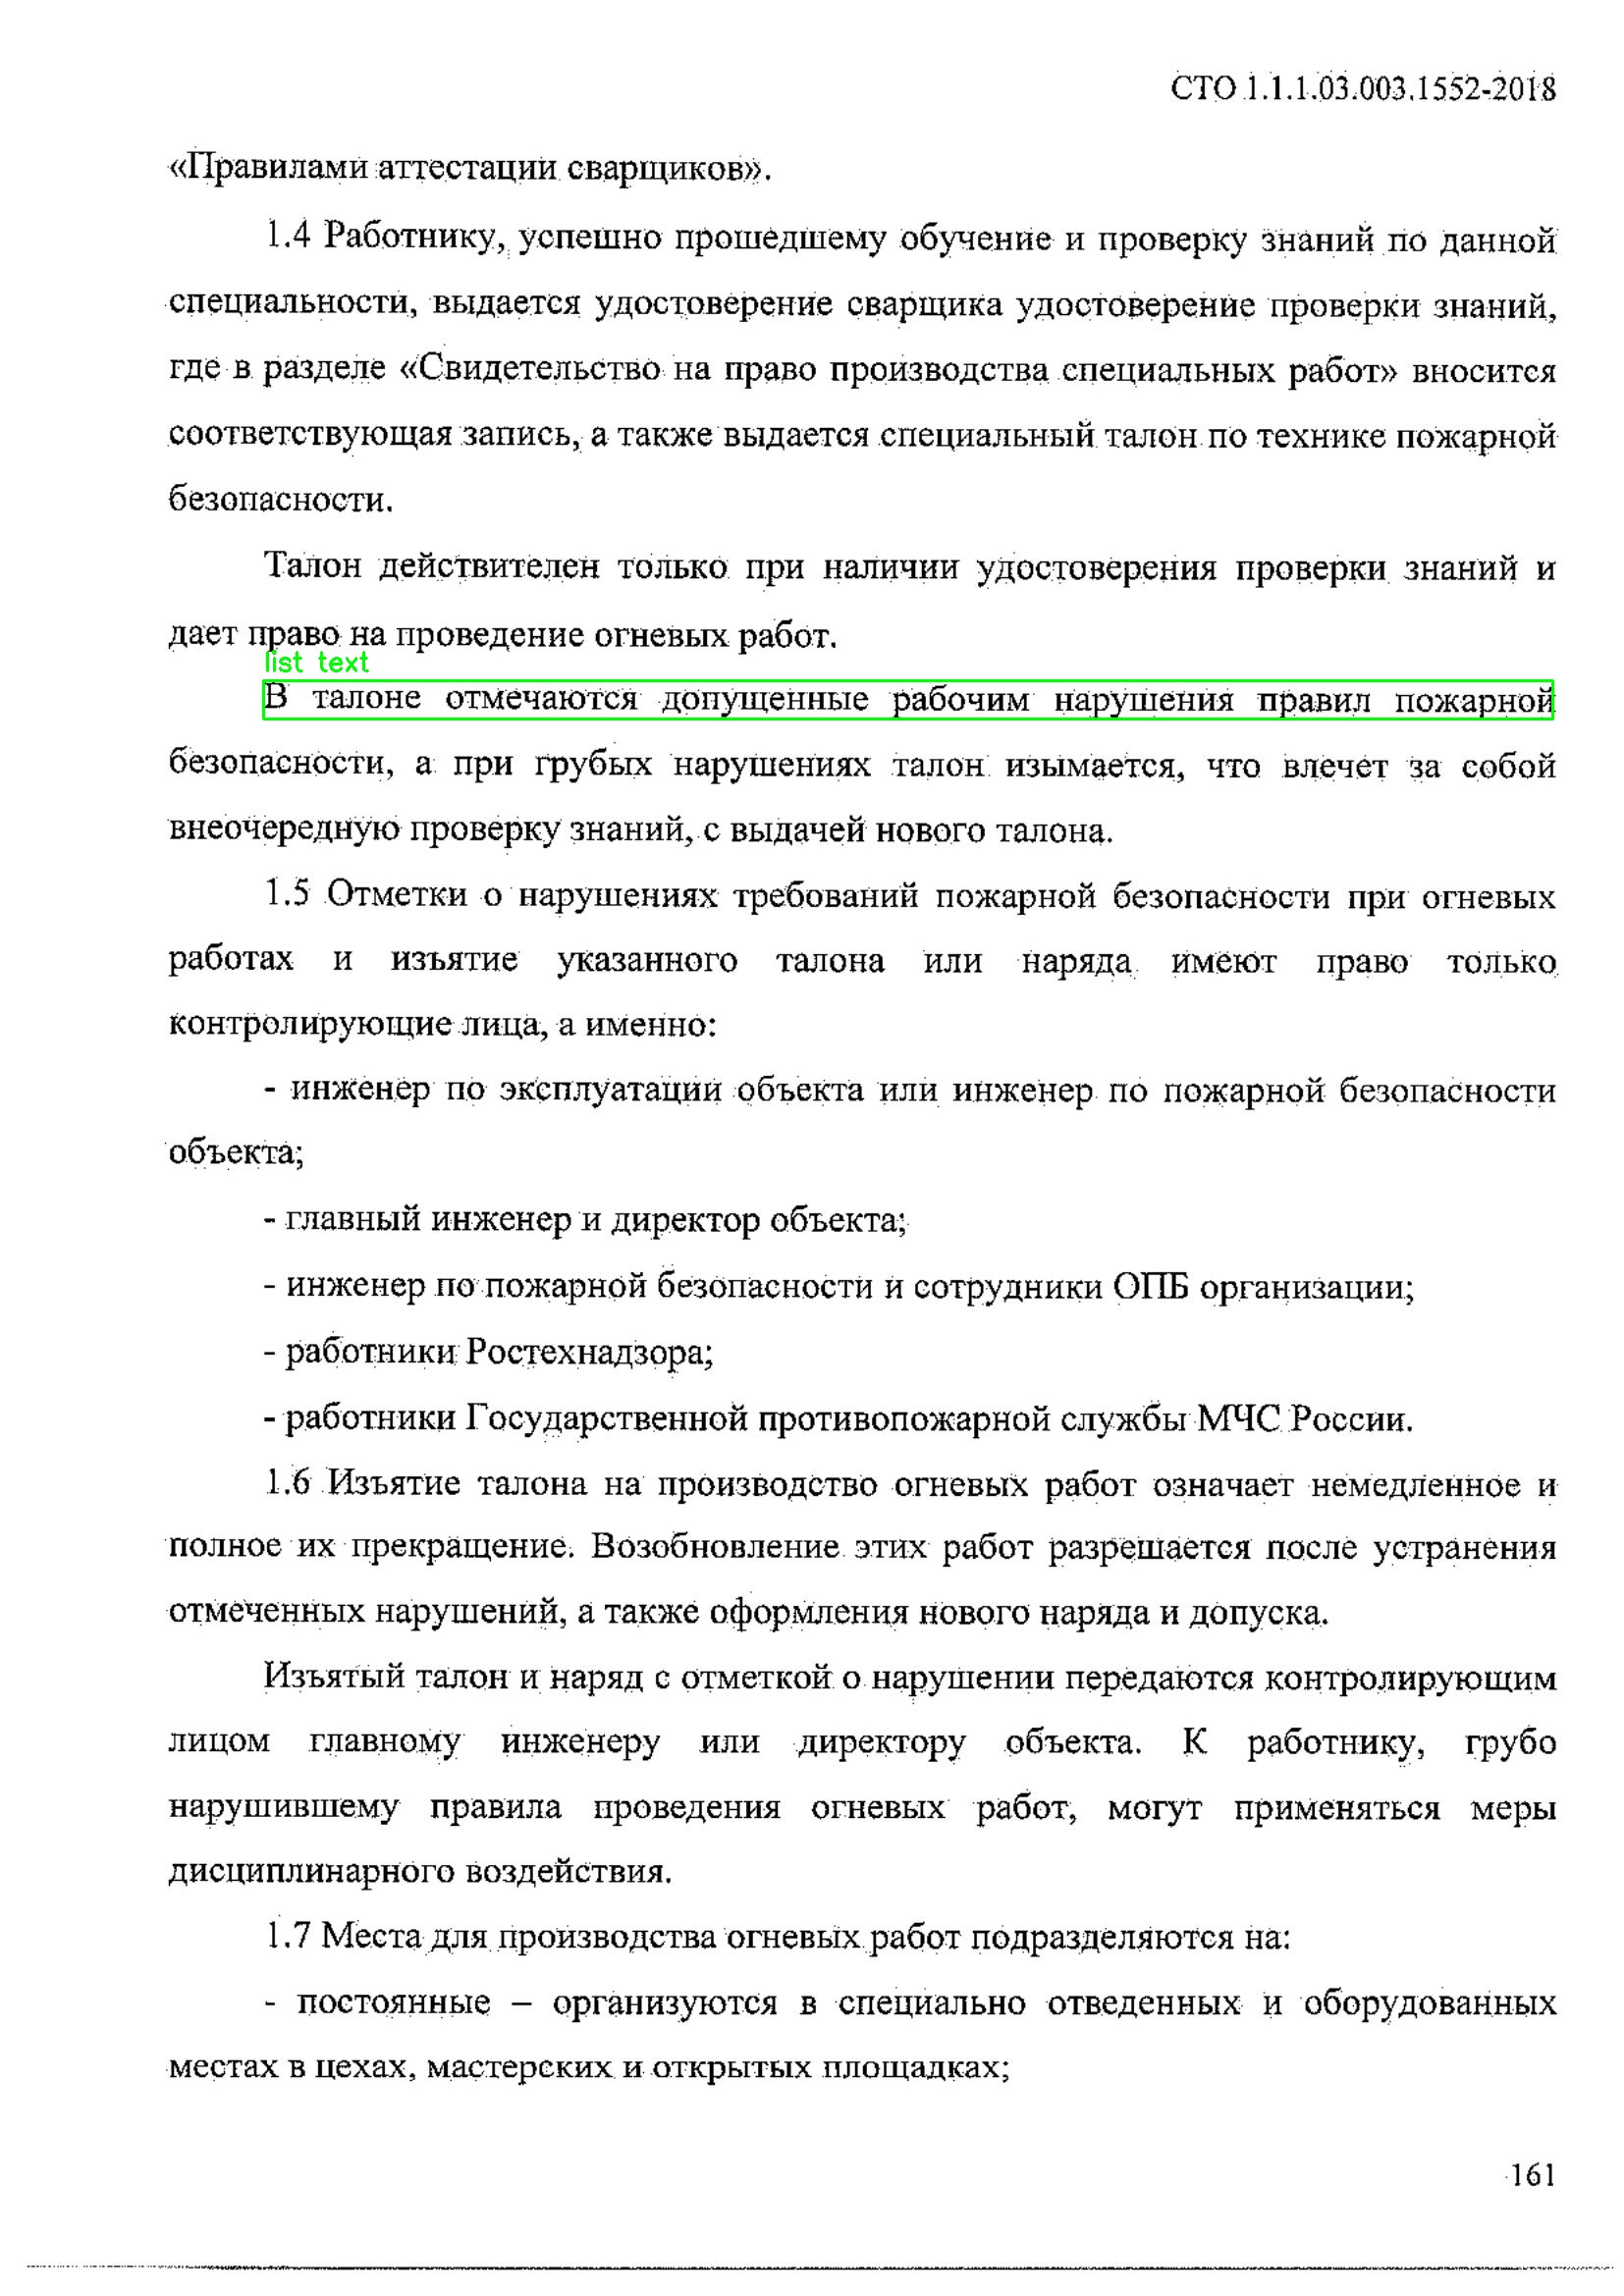 СТО 1.1.1.03.003.1552-2018
«Правилами аттестации сварщиков».
1.4 Работнику, успешно прошедшему обучение и проверку знаний по данной
специальности, выдается удостоверение сварщика удостоверение проверки знаний,
где в разделе «Свидетельство на право производства специальных работ» вносится
соответствующая запись, а также выдается специальный талон по технике пожарной
безопасности.
Талон действителен только при наличии удостоверения проверки знаний и
дает право на проведение огневых работ.
list text
В талоне отмечаются допущенные рабочим нарушения правил пожарной
безопасности, а при грубых нарушениях талон изымается, что влечет за собой
внеочередную проверку знаний, с выдачей нового талона.
1.5 Отметки о нарушениях требований пожарной безопасности при огневых
работах и изъятие указанного талона или наряда имеют право только
контролирующие лица, а именно:
- инженер по эксплуатации объекта или инженер по пожарной безопасности
объекта;
- главный инженер и директор объекта;
- инженер по пожарной безопасности и сотрудники ОПБ организации;
- работники Ростехнадзора;
- работники Государственной противопожарной службы МЧС России.
1.6 Изъятие талона на производство огневых работ означает немедленное и
полное их прекращение. Возобновление этих работ разрешается после устранения
отмеченных нарушений, а также оформления нового наряда и допуска.
Изъятый талон и наряд с отметкой о нарушении передаются контролирующим
лицом главному инженеру или директору объекта. К работнику, грубо
нарушившему правила проведения огневых работ, могут применяться меры
дисциплинарного воздействия.
1.7 Места для производства огневых работ подразделяются на:
- постоянные – организуются в специально отведенных и оборудованных
местах в цехах, мастерских и открытых площадках;
161